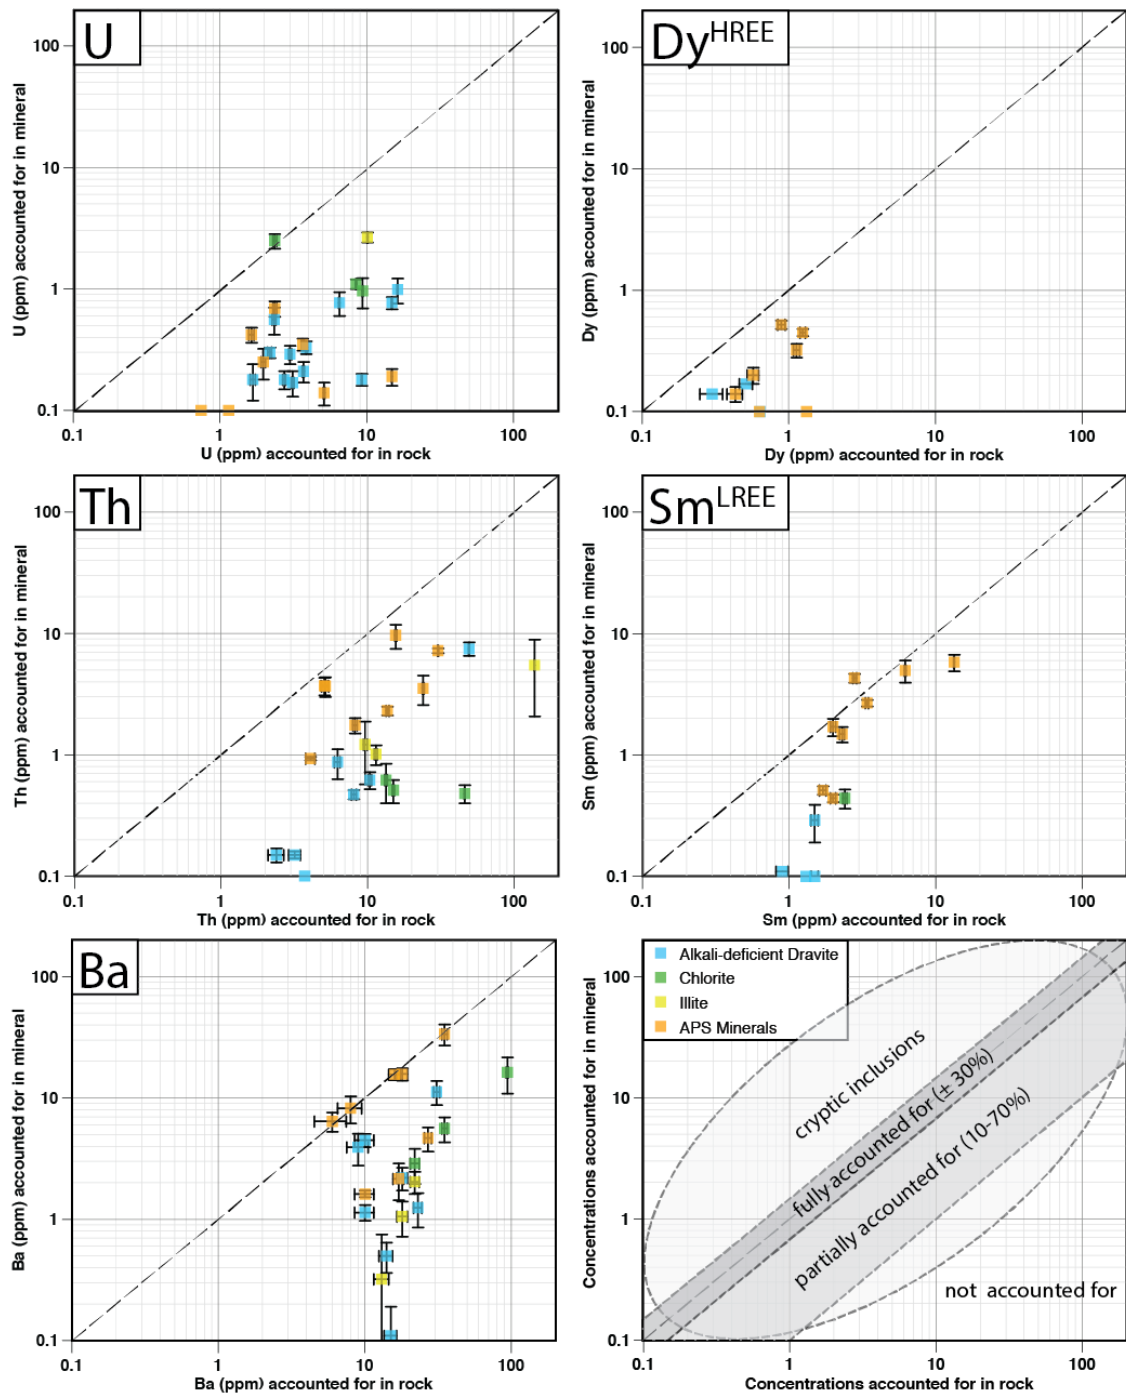 U
100
10
1
0.1
0.1
1
10
100
U (ppm) accounted for in mineral
U (ppm) accounted for in rock
Dy^HREE
100
10
1
0.1
0.1
1
10
100
Dy (ppm) accounted for in mineral
Dy (ppm) accounted for in rock
Th
100
10
1
0.1
0.1
1
10
100
Th (ppm) accounted for in mineral
Th (ppm) accounted for in rock
Sm^LREE
100
10
1
0.1
0.1
1
10
100
Sm (ppm) accounted for in mineral
Sm (ppm) accounted for in rock
Ba
100
10
1
0.1
0.1
1
10
100
Ba (ppm) accounted for in mineral
Ba (ppm) accounted for in rock
Alkali-deficient Dravite
Chlorite
Illite
APS Minerals
100
10
1
0.1
0.1
1
10
100
cryptic inclusions
fully accounted for (± 30%)
partially accounted for (10-70%)
not accounted for
Concentrations accounted for in mineral
Concentrations accounted for in rock